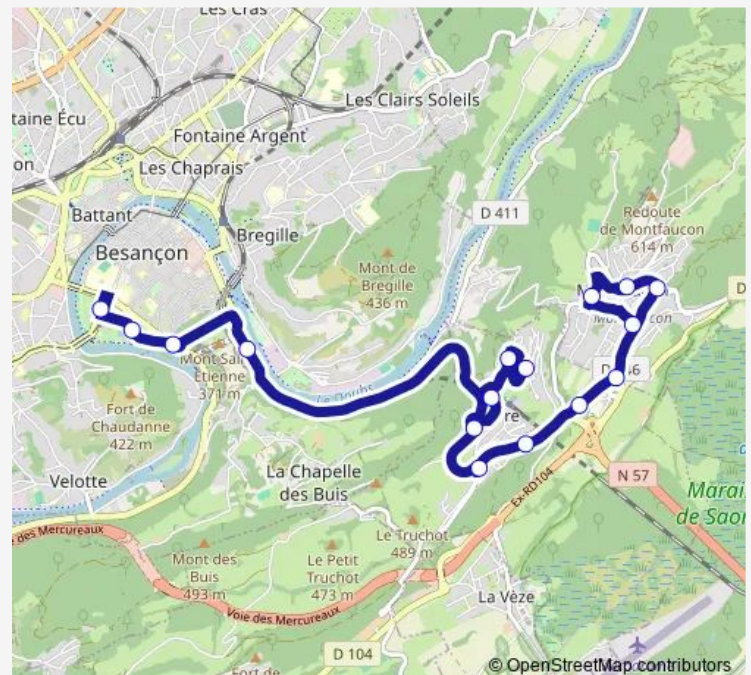 Les Cras
Les Clairs Soleils
taine Écu
Fontaine Argent
on
Les Chaprais
Battant
D 411
Redoute
de Montfaucon
614 m
Bregille
Besançon
Mont de
Bregille
436 m
D
Mont Sai
Étienne
371 m
D
46
Le Doubs
Fort de
Chaudanne
422 m
re
Velotte
La Chapelle
des Buis
Ex-RD104
N 57
Marai
de Saon
des Mercureaux
Le Truchot
489 m
Mont des
Buis
493 m
Le Petit
Truchot
473 m
La Vèze
Voie des Mercureaux
D 104
Fort de
© OpenStreetMap contributors